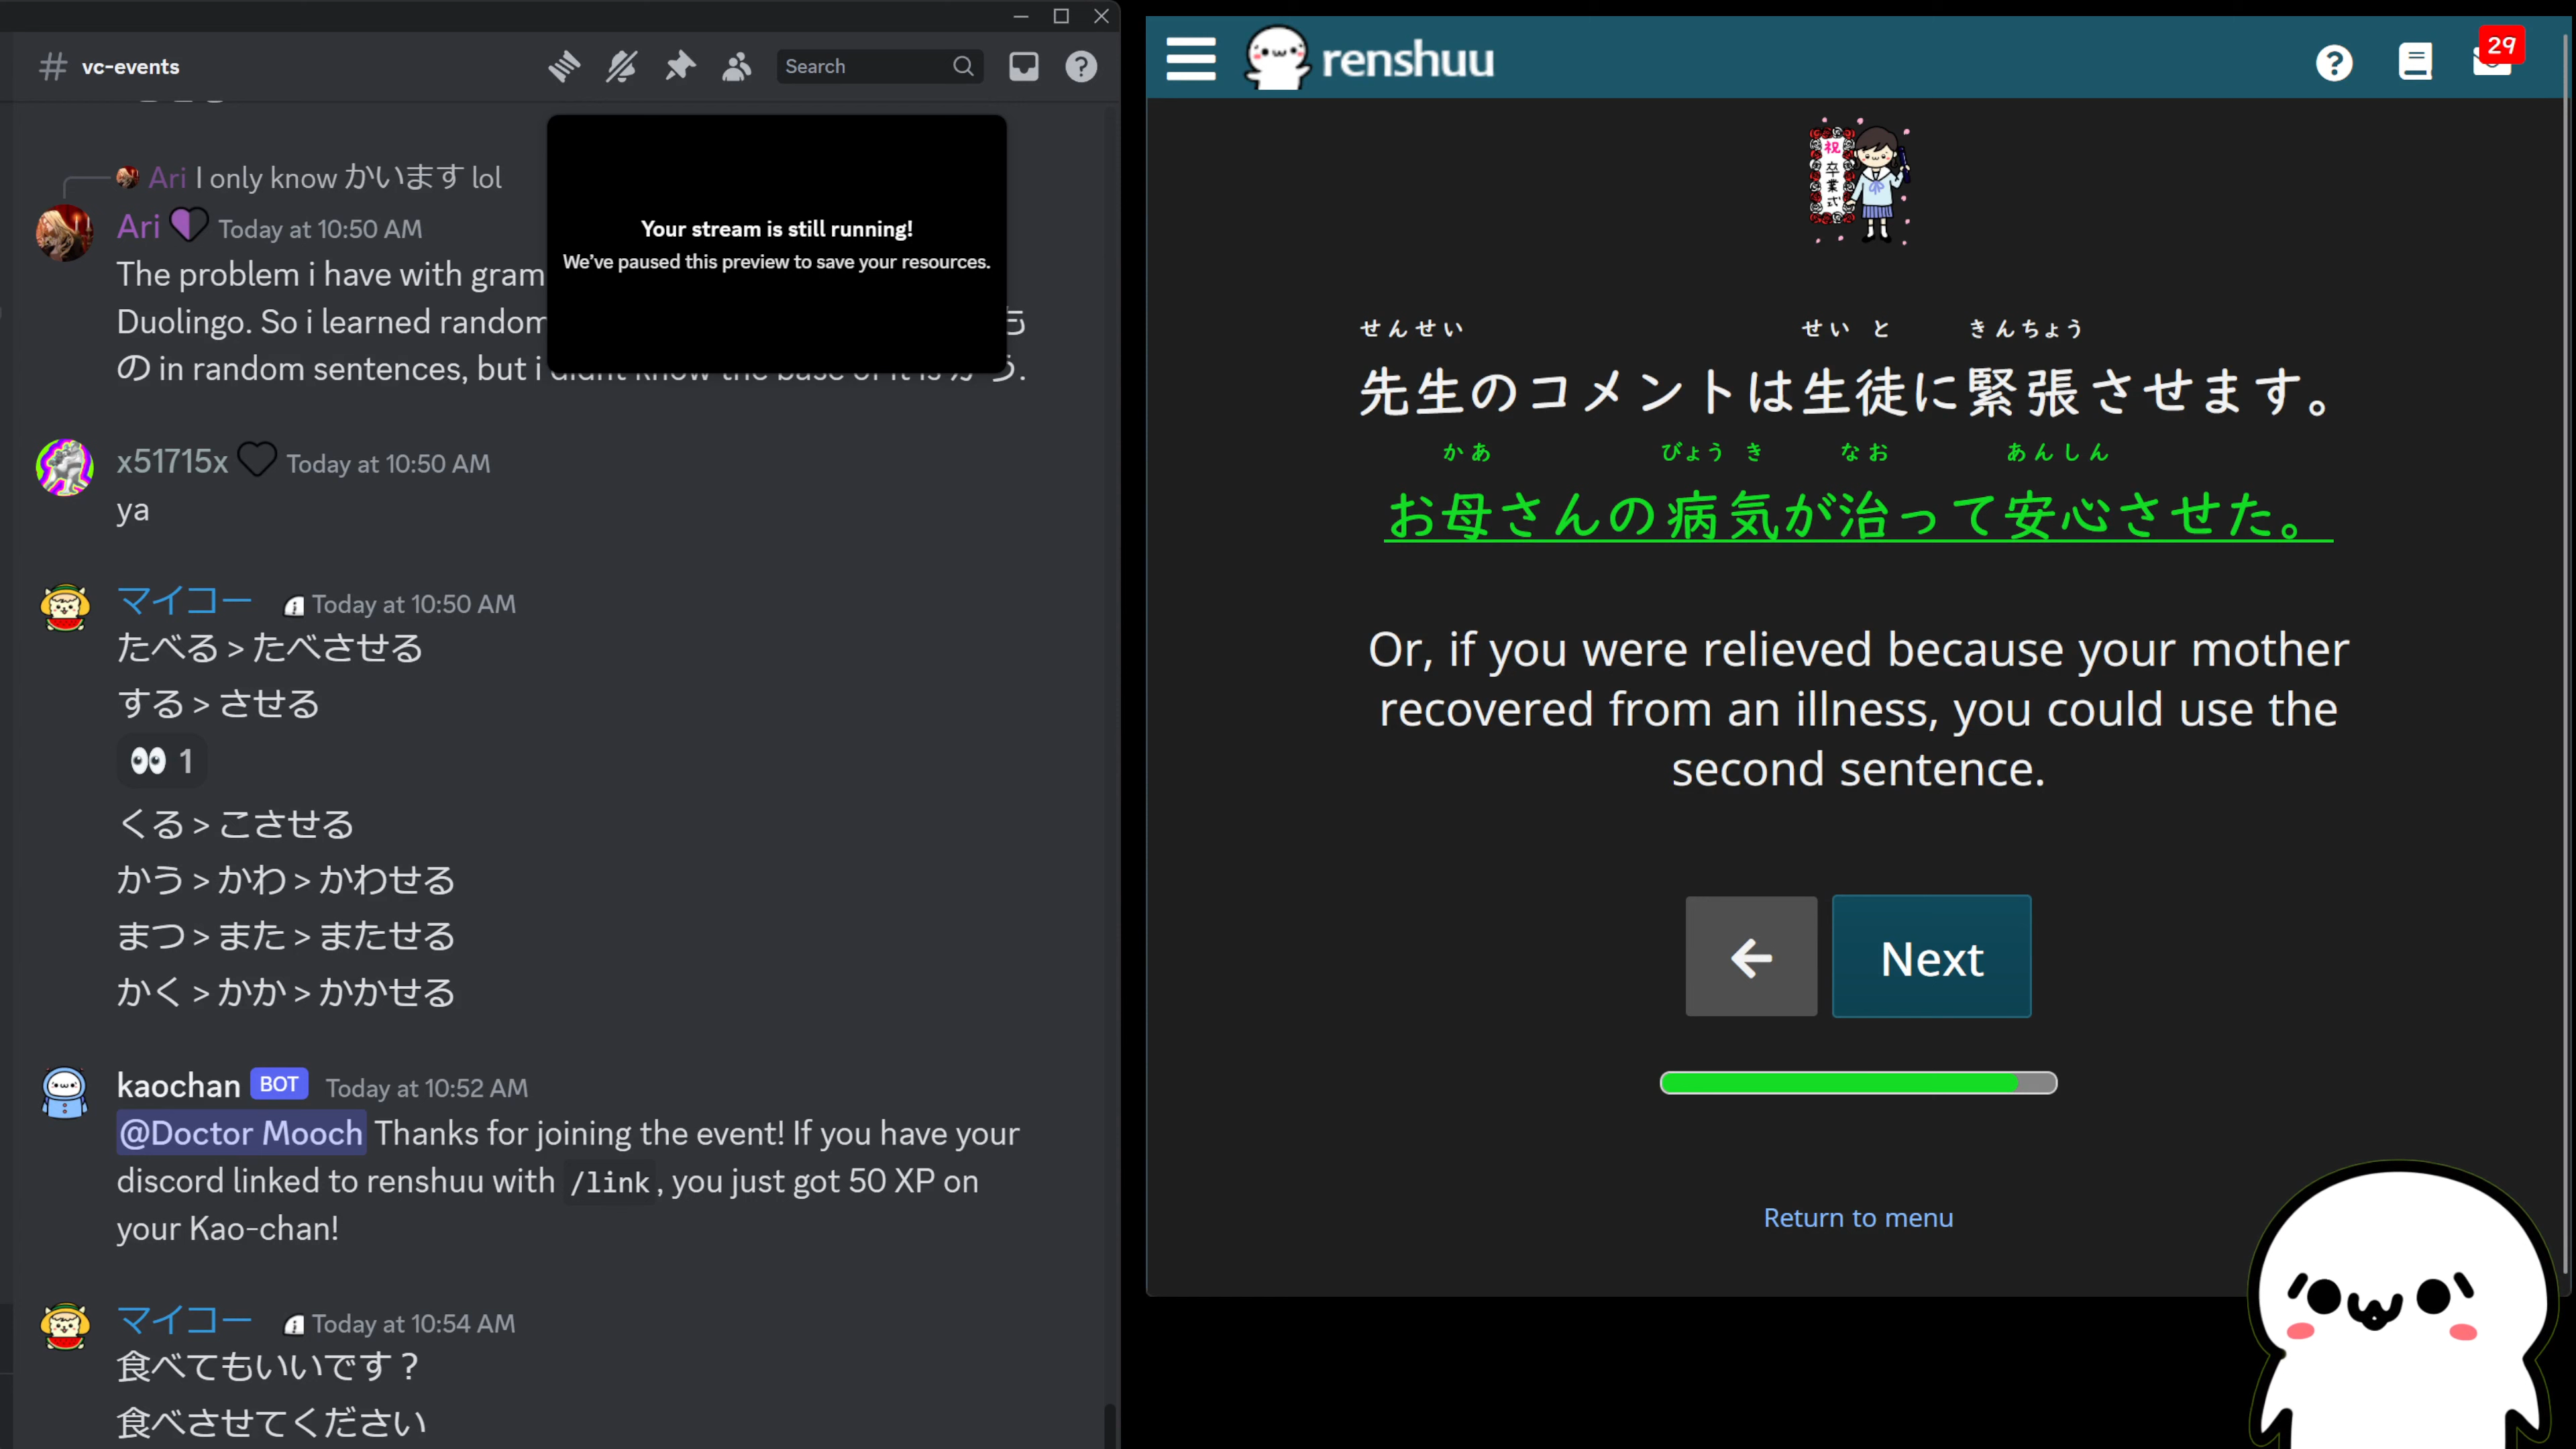 vc-events
Search
Ari I only know かいます lol
Ari Today at 10:50 AM
The problem i have with gram
Duolingo. So i learned random
の in random sentences, but i
Your stream is still running!
We've paused this preview to save your resources.
x51715x Today at 10:50 AM
ya
マイコー Today at 10:50 AM
たべる > たべさせる
する > させる
1
くる > こさせる
かう > かわ > かわせる
まつ > また > またせる
かく > かか > かかせる
kaochan BOT Today at 10:52 AM
@Doctor Mooch Thanks for joining the event! If you have your
discord linked to renshuu with /link, you just got 50 XP on
your Kao-chan!
マイコー Today at 10:54 AM
食べてもいいです？
食べさせてください
renshuu
29
祝卒業式
せんせい せいと きんちょう
先生のコメントは生徒に緊張させます。
かあ びょうき なお あんしん
お母さんの病気が治って安心させた。
Or, if you were relieved because your mother
recovered from an illness, you could use the
second sentence.
Next
Return to menu